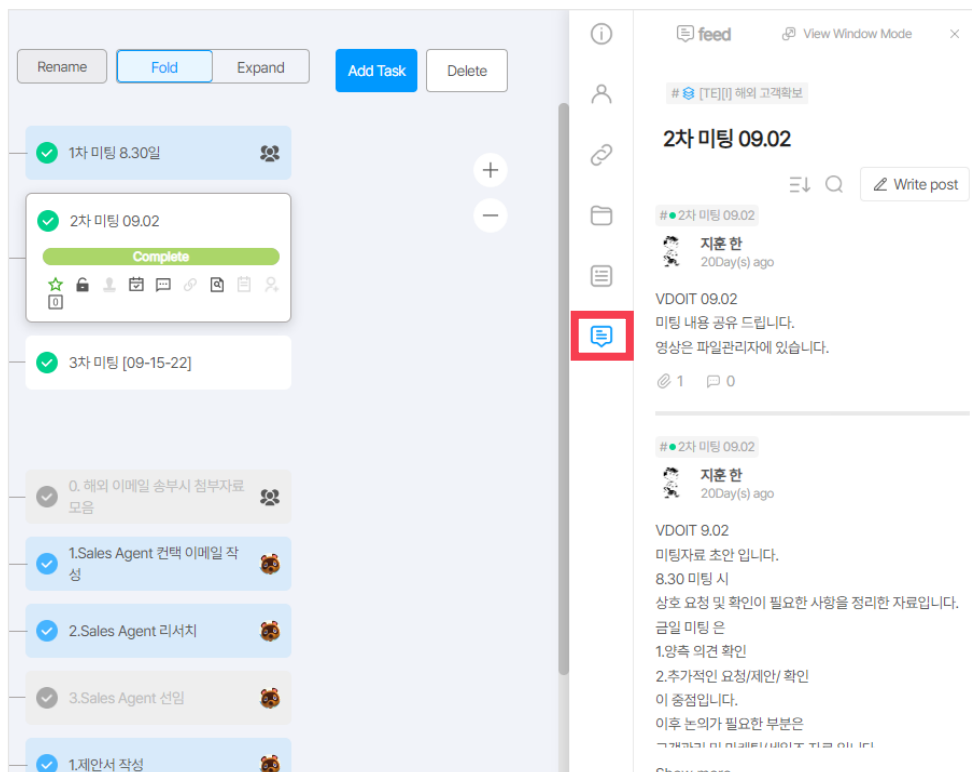 Rename
Fold
Expand
Add Task
Delete
1차 미팅 8.30일
2차 미팅 09.02
Complete
0
3차 미팅 [09-15-22]
0. 해외 이메일 송부시 첨부자료
모음
1.Sales Agent 컨택 이메일 작
성
2.Sales Agent 리서치
3.Sales Agent 선임
1.제안서 작성
feed
View Window Mode
# [TE][I] 해외 고객확보
2차 미팅 09.02
Write post
#●2차 미팅 09.02
지훈 한
20Day(s) ago
VDOIT 09.02
미팅 내용 공유 드립니다.
영상은 파일관리자에 있습니다.
1
0
#●2차 미팅 09.02
지훈 한
20Day(s) ago
VDOIT 9.02
미팅자료 초안 입니다.
8.30 미팅 시
상호 요청 및 확인이 필요한 사항을 정리한 자료입니다.
금일 미팅 은
1.양측 의견 확인
2.추가적인 요청/제안/ 확인
이 중점입니다.
이후 논의가 필요한 부분은
Show more